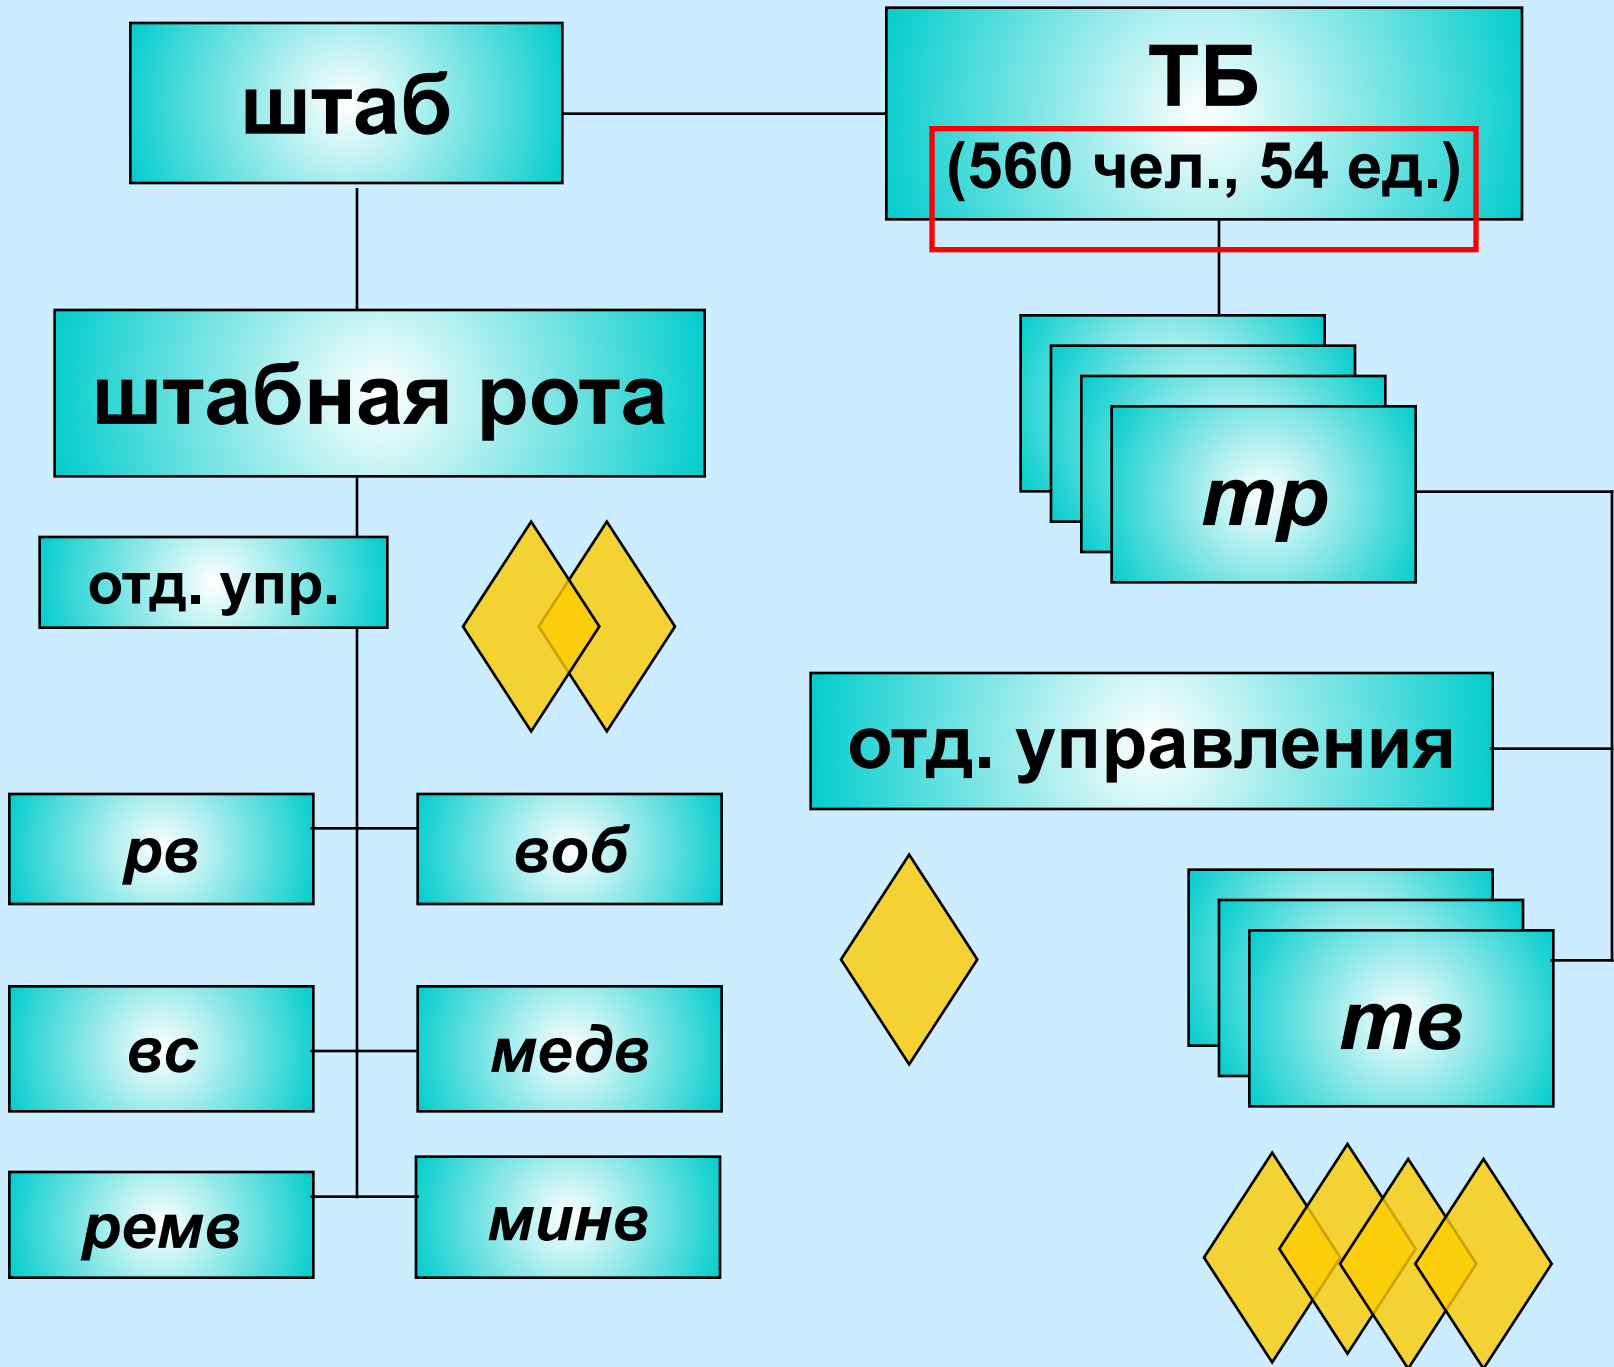 штаб
ТБ
(560 чел., 54 ед.)
штабная рота
тр
отд. упр.
отд. управления
рв
воб
вс
медв
тв
ремв
минв